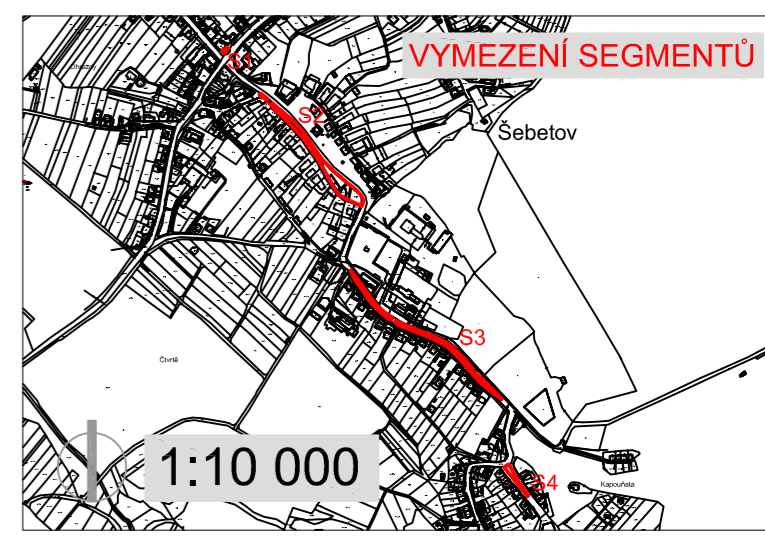 VYMEZENÍ SEGMENTŮ
S1
S2
Šebetov
S3
Čtvrtě
1:10 000
S4
Kapouňata